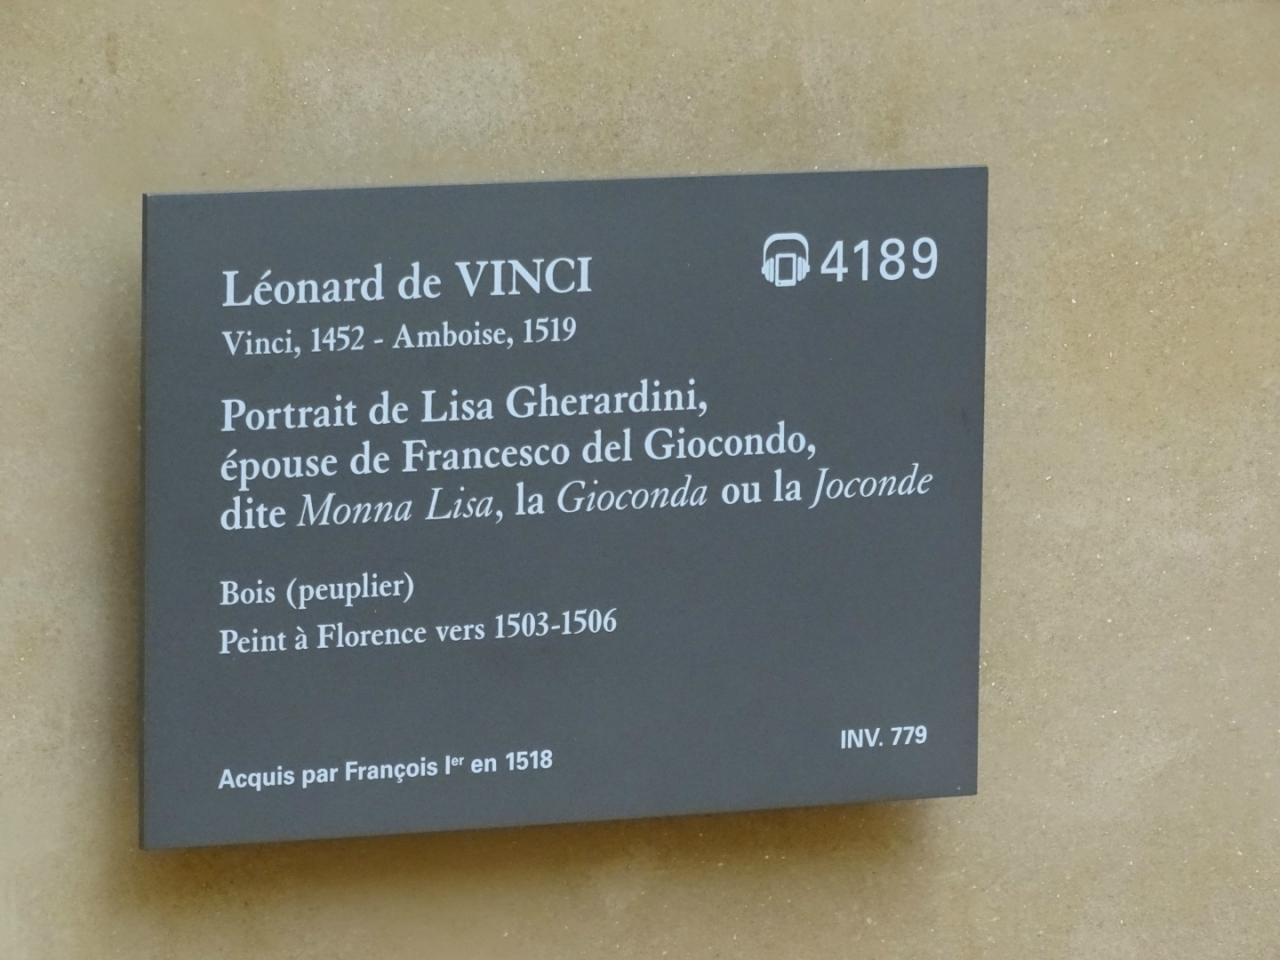 Léonard de VINCI
4189
Vinci, 1452 - Amboise, 1519
Portrait de Lisa Gherardini,
épouse de Francesco del Giocondo,
dite Monna Lisa, la Gioconda ou la Joconde
Bois (peuplier)
Peint à Florence vers 1503-1506
Acquis par François Ier en 1518
INV. 779